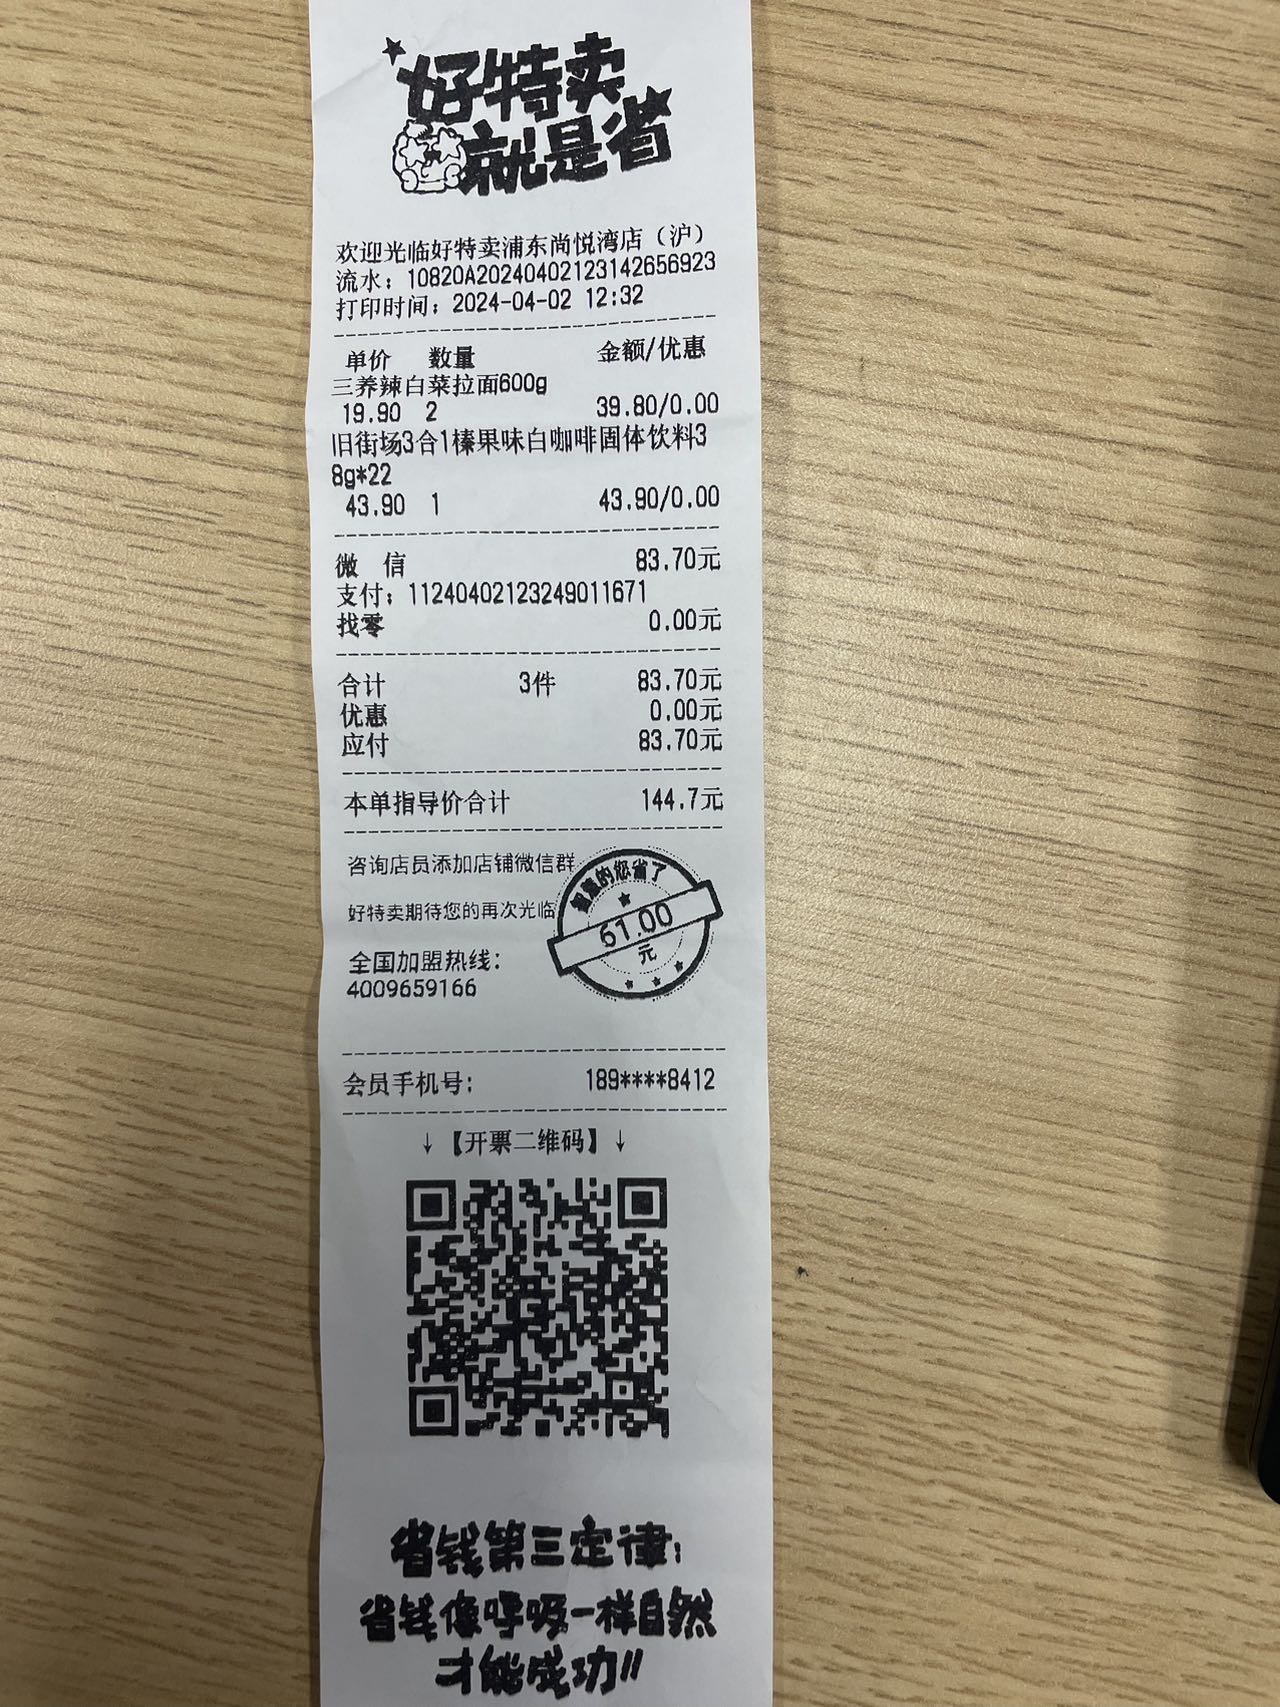 好特卖
就是省
欢迎光临好特卖浦东尚悦湾店（沪）
流水：10820A20240402123142656923
打印时间：2024-04-02 12:32
单价 数量 金额/优惠
三养辣白菜拉面600g
19.90 2 39.80/0.00
旧街场3合1榛果味白咖啡固体饮料3
8g*22
43.90 1 43.90/0.00
微 信 83.70元
支付：11240402123249011671
找零 0.00元
合计 3件 83.70元
优惠 0.00元
应付 83.70元
本单指导价合计 144.7元
咨询店员添加店铺微信群
好特卖期待您的再次光临
全国加盟热线：
4009659166
的您省了
61.00
元
会员手机号： 189****8412
↓【开票二维码】↓
省钱第三定律：
省钱像呼吸一样自然
才能成功!!